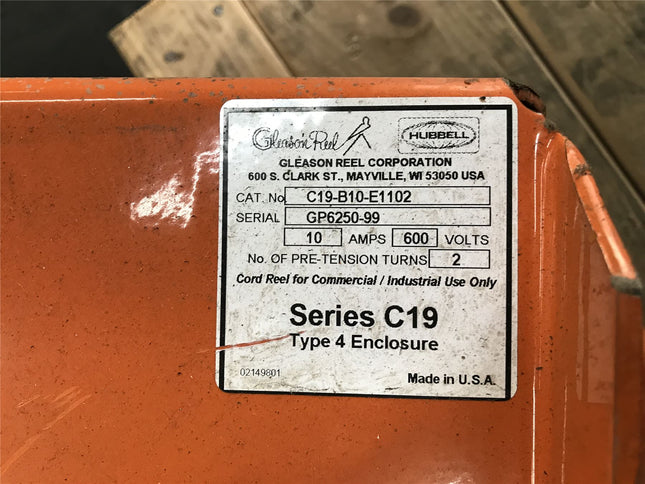 Gleason Reel HUBBELL
GLEASON REEL CORPORATION
600 S. CLARK ST., MAYVILLE, WI 53050 USA
CAT. No C19-B10-E1102
SERIAL GP6250-99
10 AMPS 600 VOLTS
No. OF PRE-TENSION TURNS 2
Cord Reel for Commercial / Industrial Use Only
Series C19
Type 4 Enclosure
02149801 Made in U.S.A.